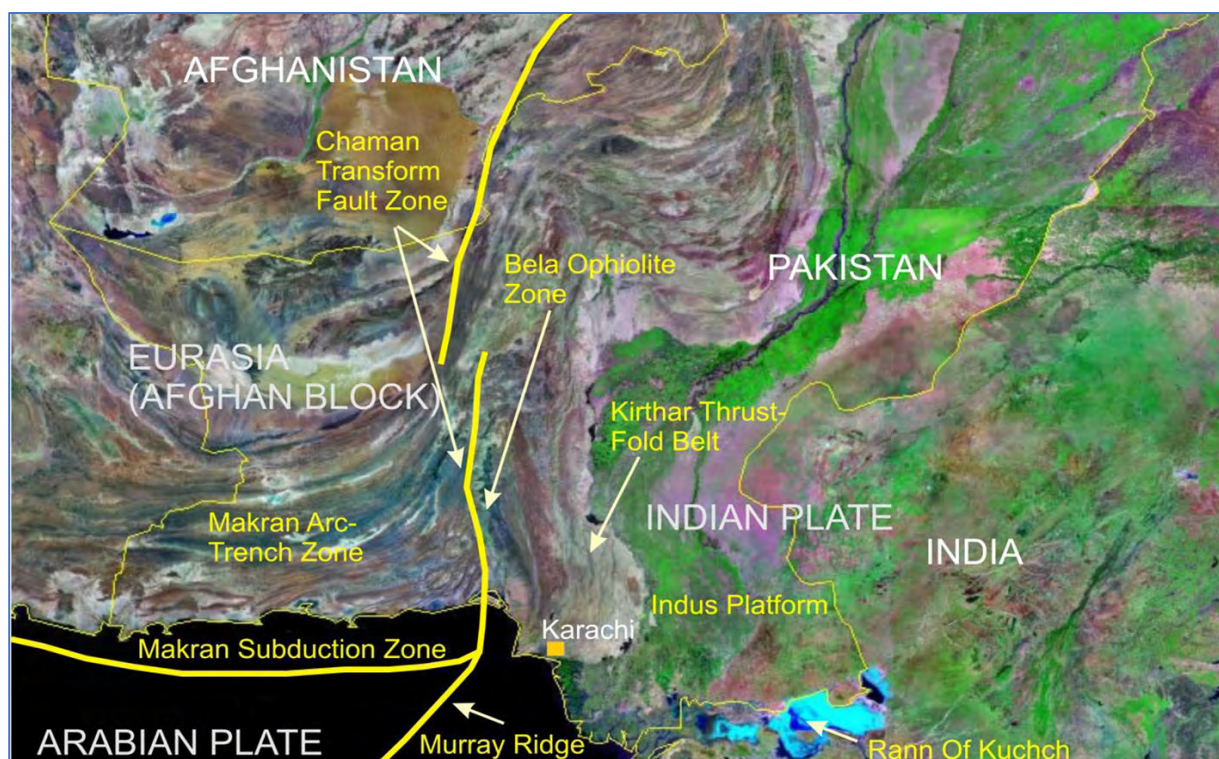 AFGHANISTAN
Chaman
Transform
Fault Zone
Bela Ophiolite
Zone
PAKISTAN
EURASIA
(AFGHAN BLOCK)
Kirthar Thrust-
Fold Belt
Makran Arc-
Trench Zone
INDIAN PLATE
INDIA
Indus Platform
Karachi
Makran Subduction Zone
ARABIAN PLATE
Murray Ridge
Rann Of Kuchch